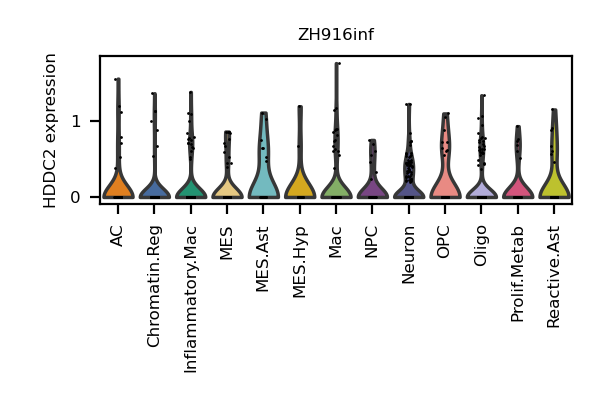 ZH916inf
HDDC2 expression
1
0
AC
Chromatin.Reg
Inflammatory.Mac
MES
MES.Ast
MES.Hyp
Mac
NPC
Neuron
OPC
Oligo
Prolif.Metab
Reactive.Ast